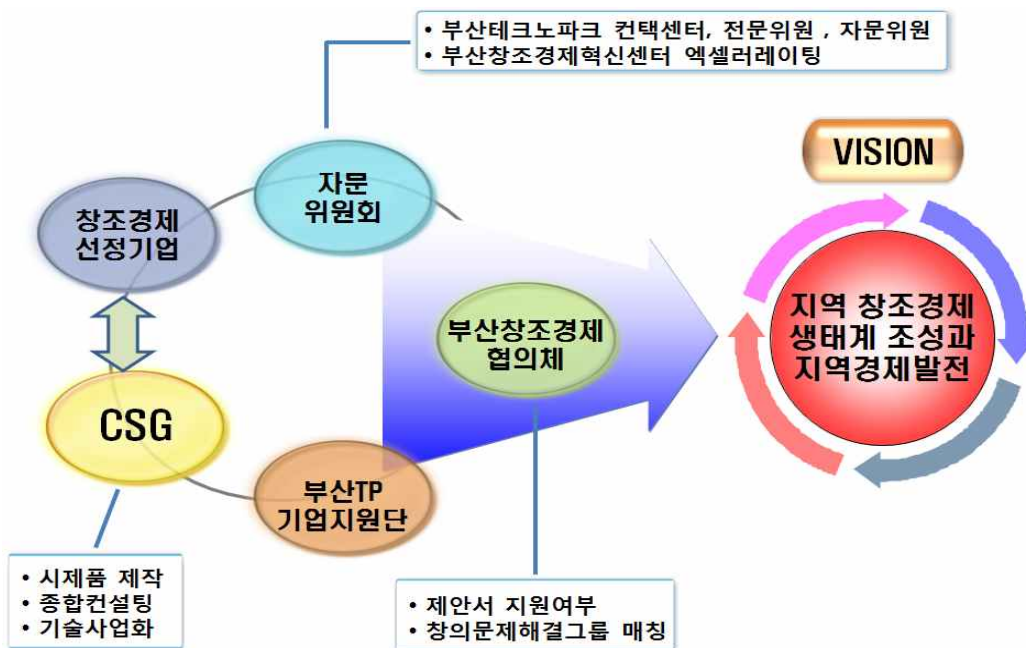 • 부산테크노파크 컨택센터, 전문위원 , 자문위원
• 부산창조경제혁신센터 엑셀러레이팅
VISION
자문
위원회
창조경제
선정기업
부산창조경제
협의체
지역 창조경제
생태계 조성과
지역경제발전
CSG
부산TP
기업지원단
• 시제품 제작
• 종합컨설팅
• 기술사업화
• 제안서 지원여부
• 창의문제해결그룹 매칭